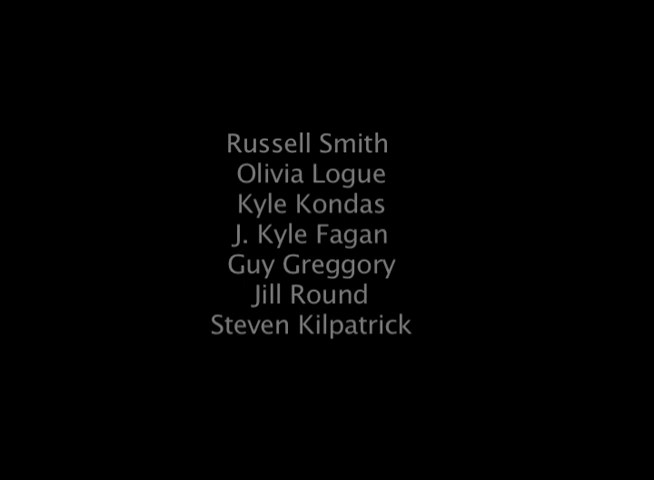 Russell Smith
Olivia Logue
Kyle Kondas
J. Kyle Fagan
Guy Greggory
Jill Round
Steven Kilpatrick